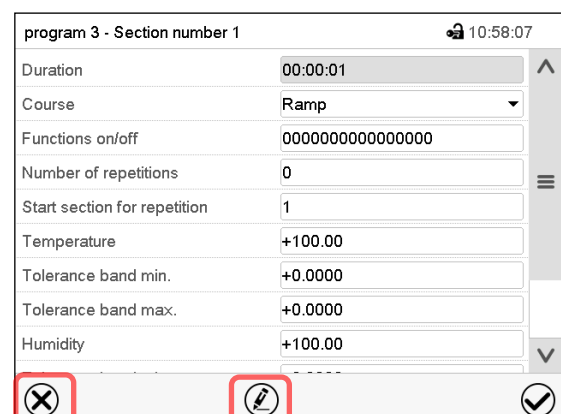 program 3 - Section number 1 10:58:07
Duration 00:00:01
Course Ramp
Functions on/off 0000000000000000
Number of repetitions 0
Start section for repetition 1
Temperature +100.00
Tolerance band min. +0.0000
Tolerance band max. +0.0000
Humidity +100.00